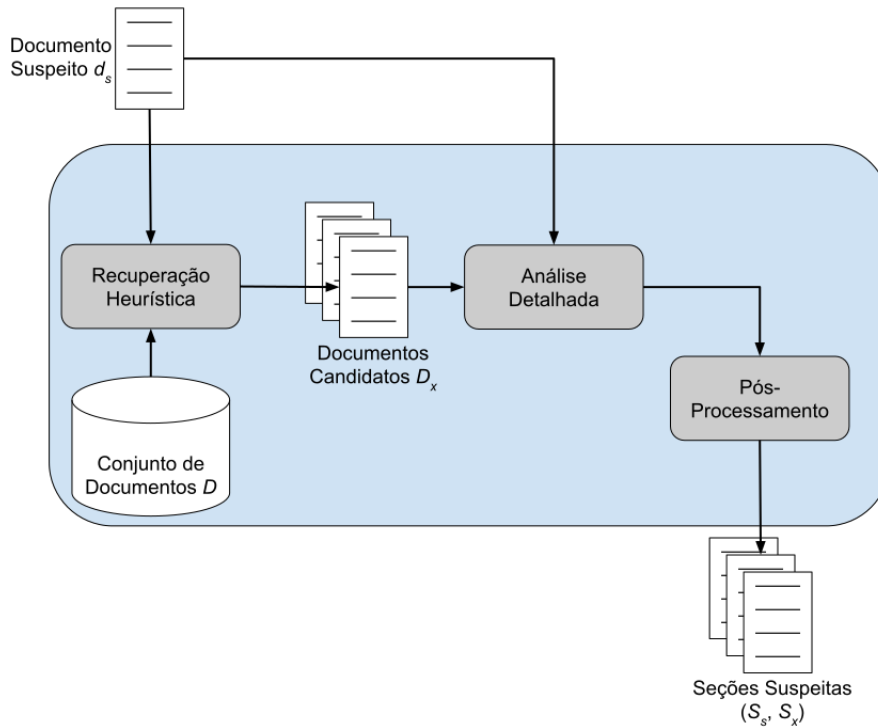 Documento
Suspeito d_s
Recuperação
Heurística
Análise
Detalhada
Documentos
Candidatos D_x
Pós-
Processamento
Conjunto de
Documentos D
Seções Suspeitas
(S_s, S_x)